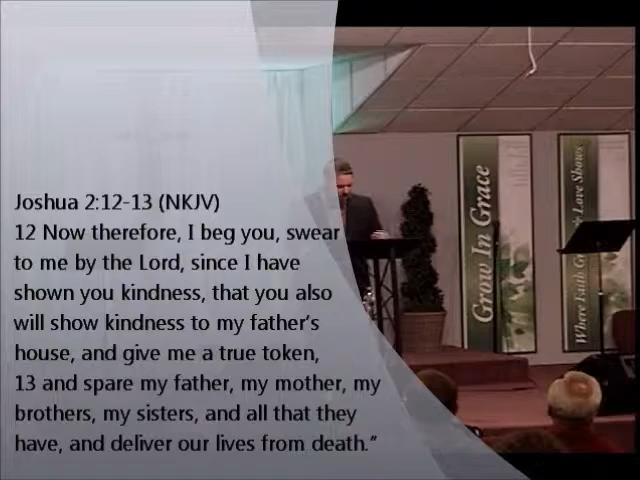 Joshua 2:12-13 (NKJV)
12 Now therefore, I beg you, swear
to me by the Lord, since I have
shown you kindness, that you also
will show kindness to my father's
house, and give me a true token,
13 and spare my father, my mother, my
brothers, my sisters, and all that they
have, and deliver our lives from death."
Grow In Grace
Where Faith
Love Shows